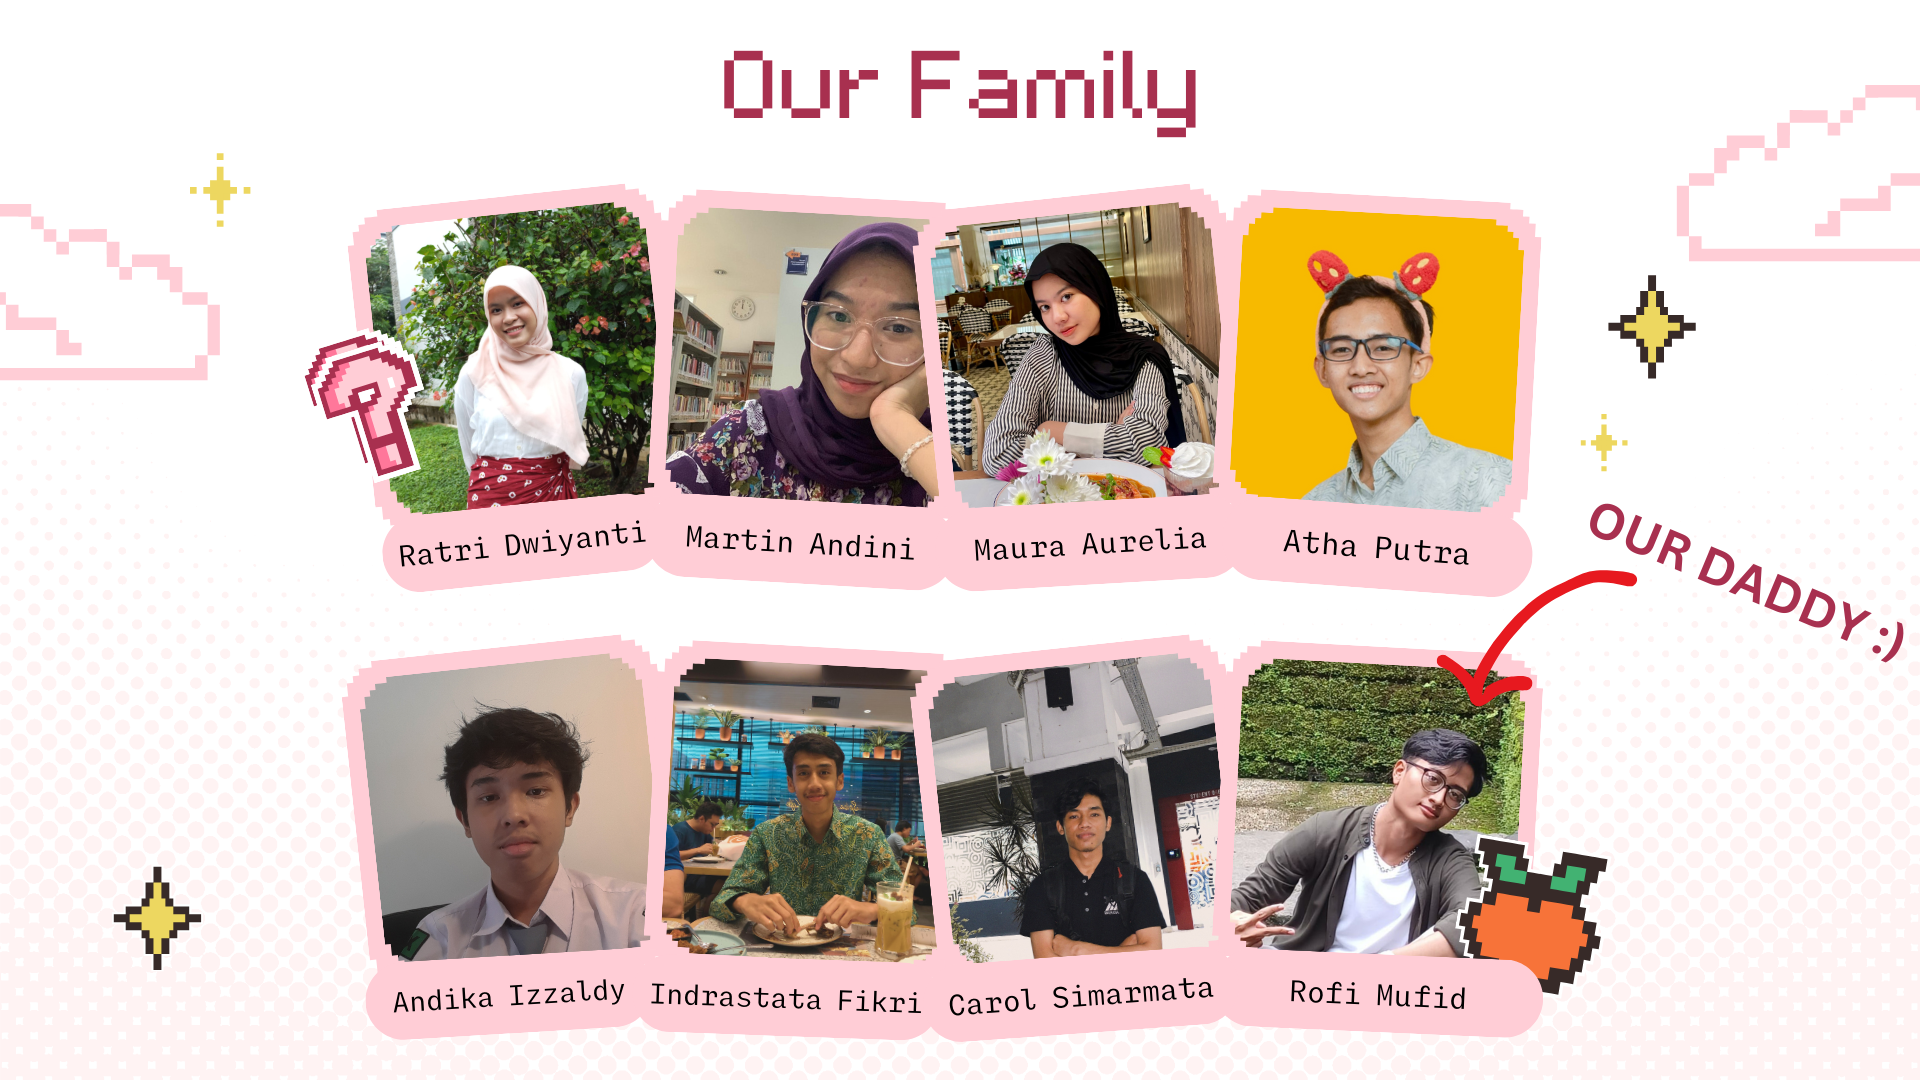 Our Family
Ratri Dwiyanti
Martin Andini
Maura Aurelia
Atha Putra
OUR DADDY :)
Andika Izzaldy
Indrastata Fikri
Carol Simarmata
Rofi Mufid